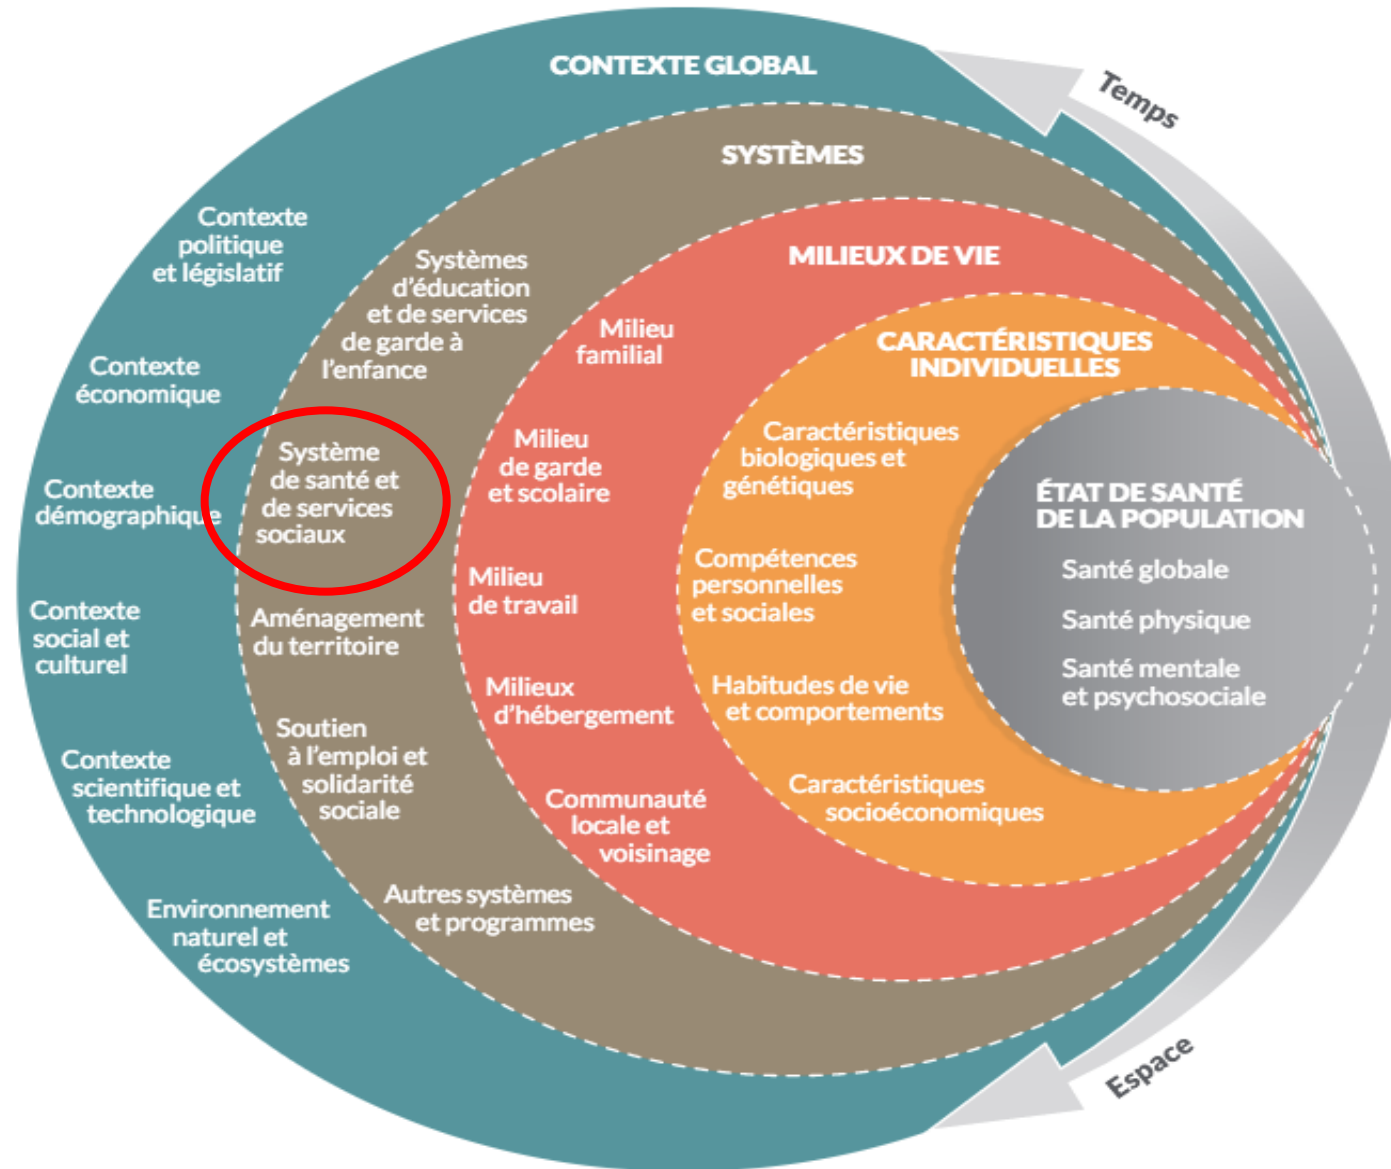 CONTEXTE GLOBAL
Temps
SYSTÈMES
MILIEUX DE VIE
CARACTÉRISTIQUES
INDIVIDUELLES
Contexte
politique
et législatif
Contexte
économique
Contexte
démographique
Contexte
social et
culturel
Contexte
scientifique et
technologique
Environnement
naturel et
écosystèmes
Systèmes
d'éducation
et de services
de garde à
l'enfance
Système
de santé et
de services
sociaux
Aménagement
du territoire
Soutien
à l'emploi et
solidarité
sociale
Autres systèmes
et programmes
Milieu
familial
Milieu
de garde
et scolaire
Milieu
de travail
Milieux
d'hébergement
Communauté
locale et
voisinage
Caractéristiques
biologiques et
génétiques
Compétences
personnelles
et sociales
Habitudes de vie
et comportements
Caractéristiques
socioéconomiques
ÉTAT DE SANTÉ
DE LA POPULATION
Santé globale
Santé physique
Santé mentale
et psychosociale
Espace